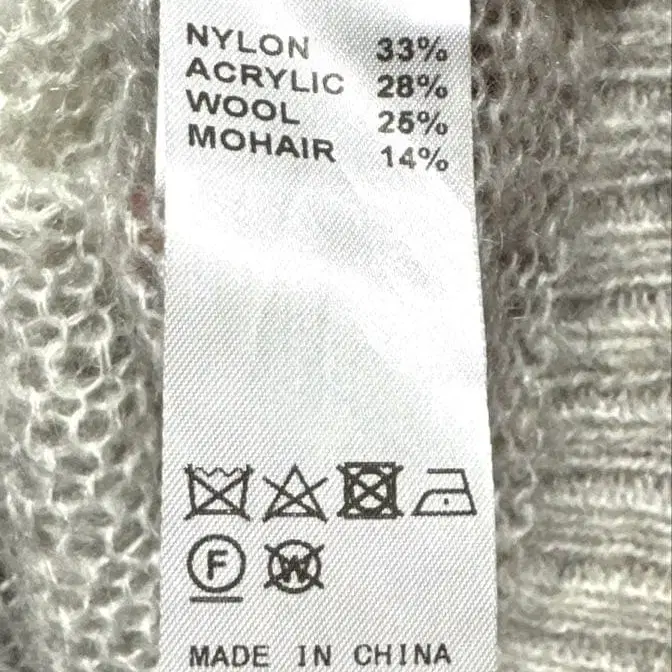 NYLON 33%
ACRYLIC 28%
WOOL 25%
MOHAIR 14%
F W
MADE IN CHINA